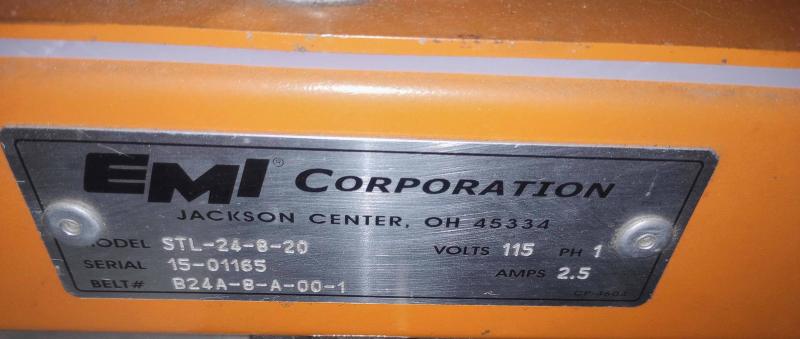 EMI® CORPORATION
JACKSON CENTER, OH 45334
MODEL STL-24-8-20 VOLTS 115 PH 1
SERIAL 15-01165 AMPS 2.5
BELT# B24A-8-A-00-1